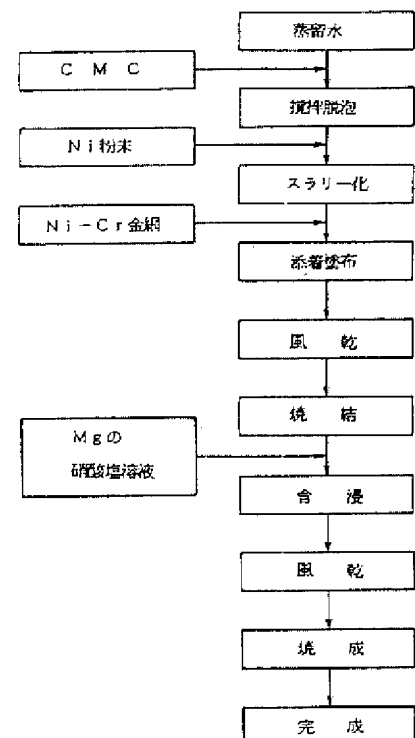 蒸留水
C M C
撹拌脱泡
Ni粉末
スラリー化
Ni-Cr金網
添着塗布
風 乾
焼 結
Mgの
硝酸塩溶液
含 浸
風 乾
焼 成
完 成